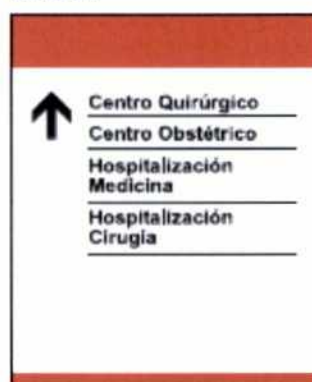 Centro Quirúrgico
Centro Obstétrico
Hospitalización
Medicina
Hospitalización
Cirugía